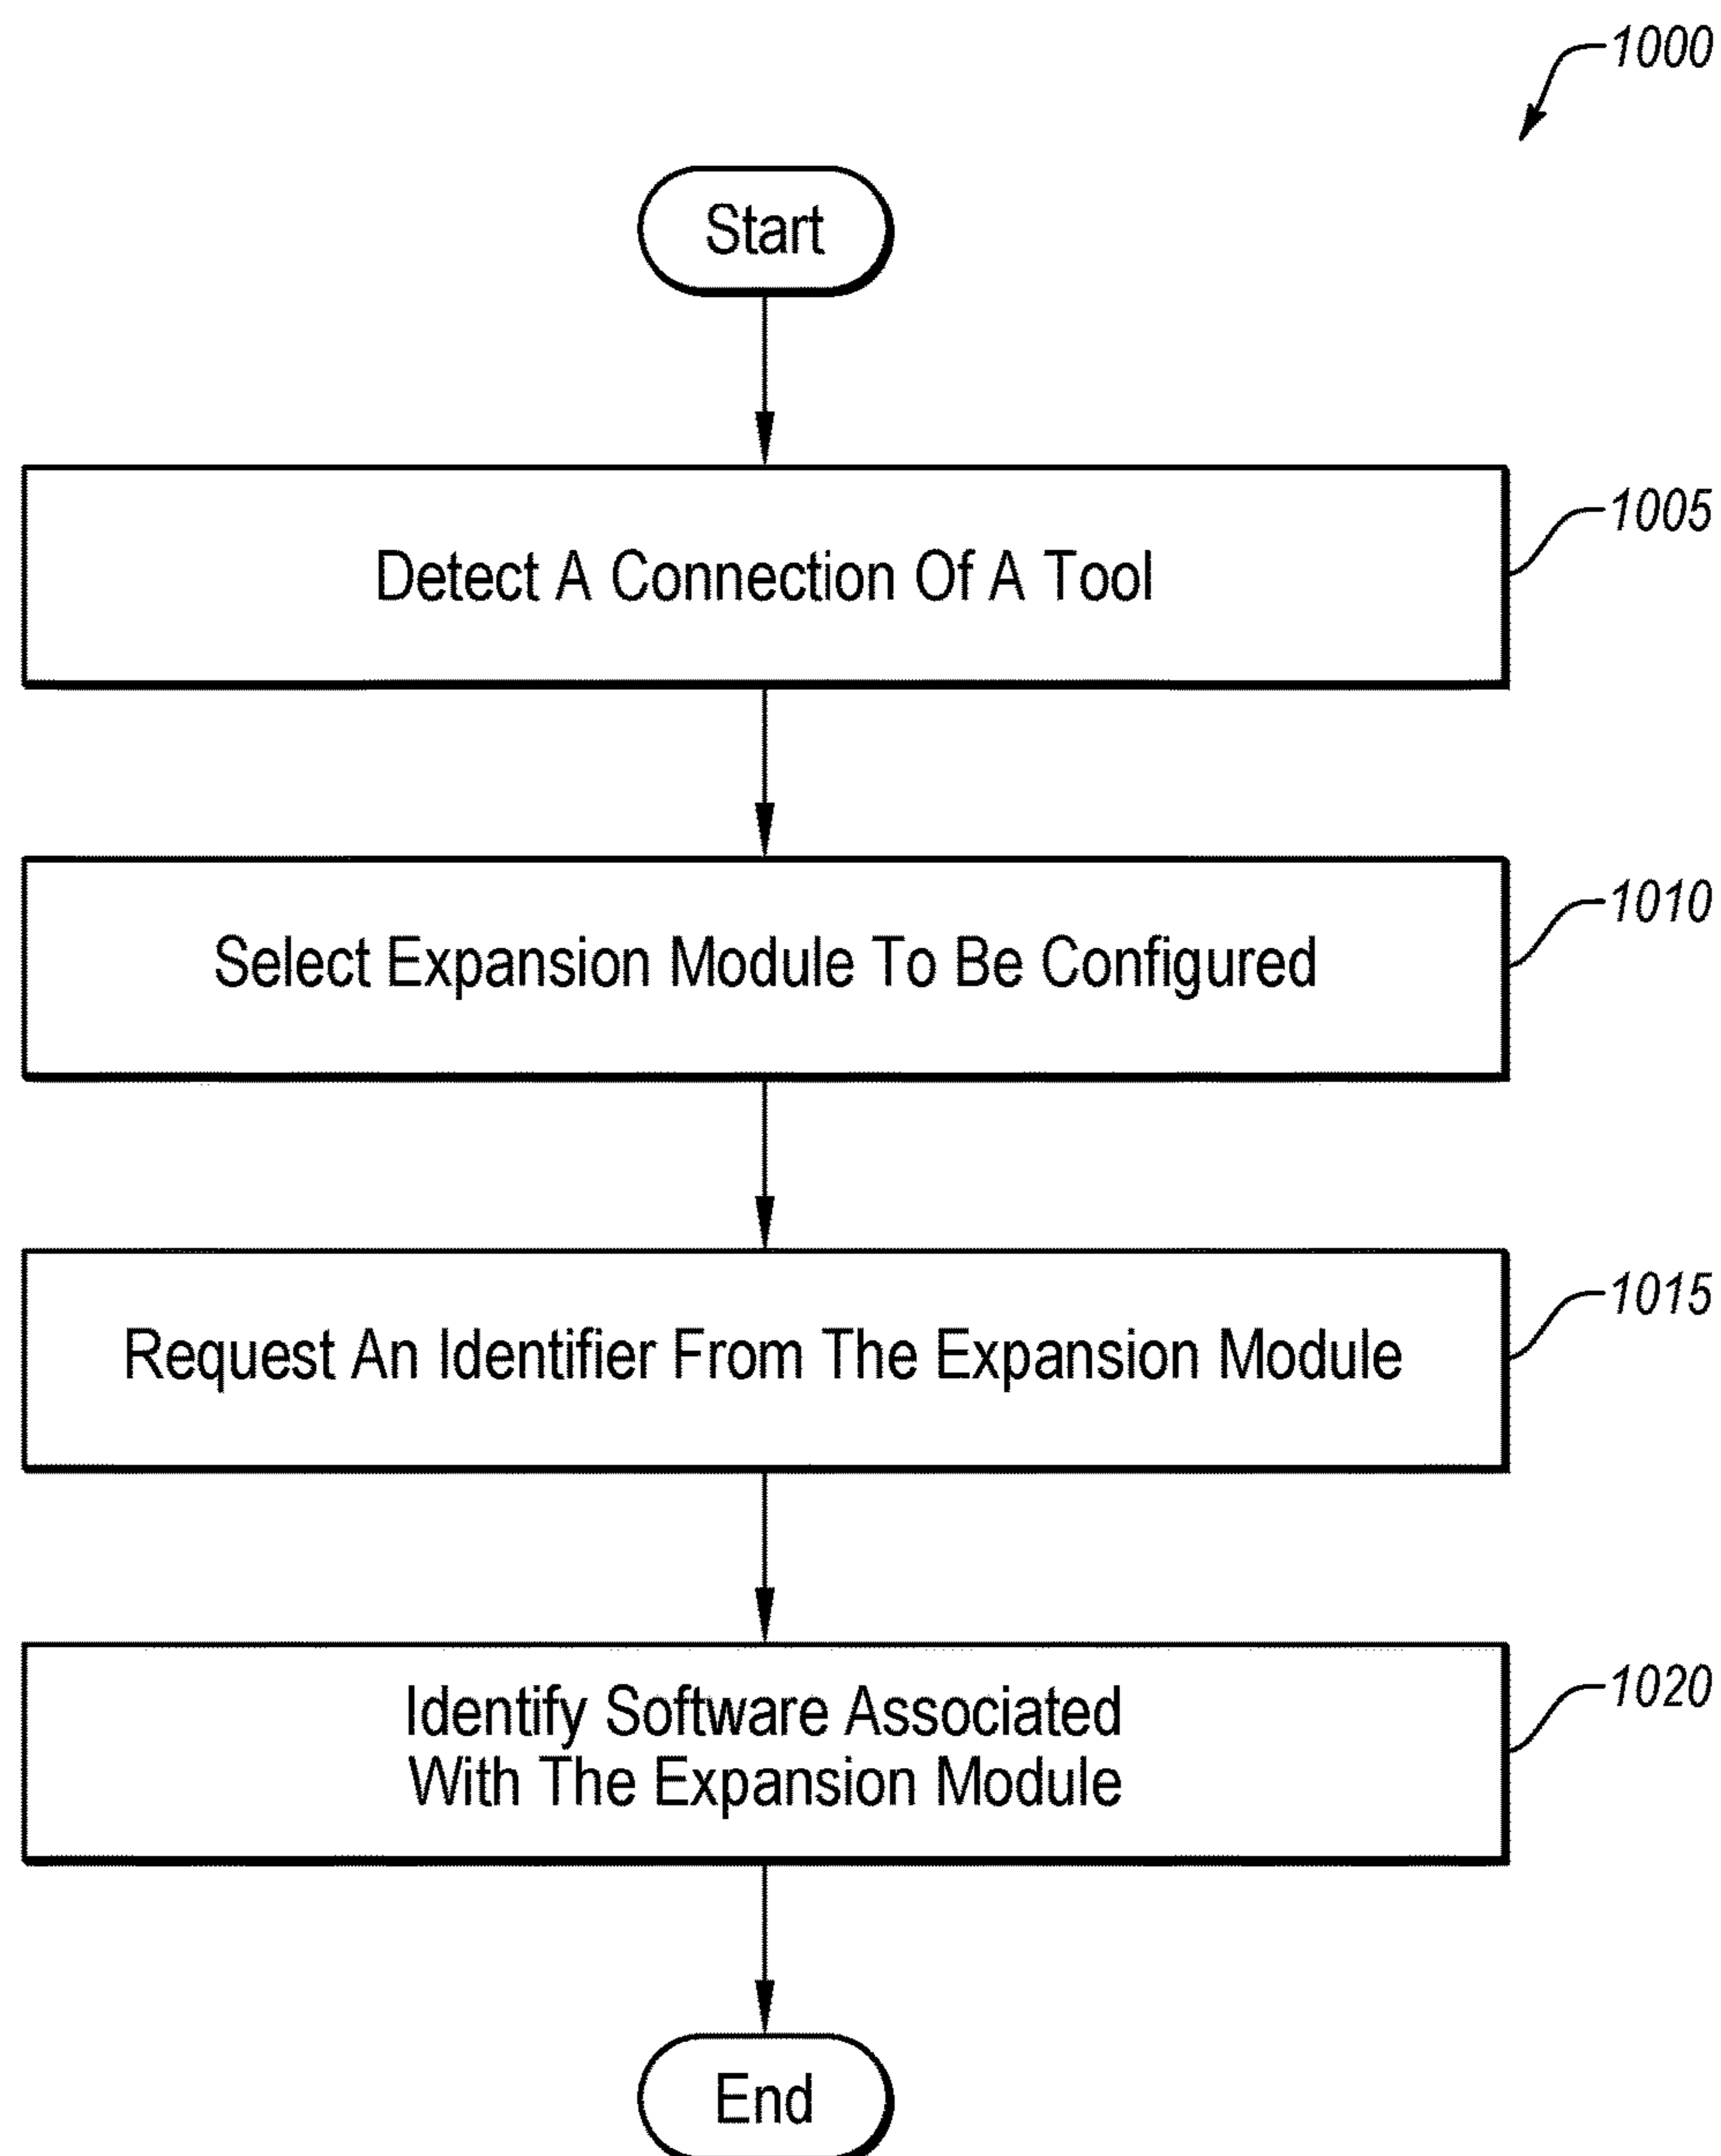 1000
Start
Detect A Connection Of A Tool
1005
Select Expansion Module To Be Configured
1010
Request An Identifier From The Expansion Module
1015
Identify Software Associated
With The Expansion Module
1020
End